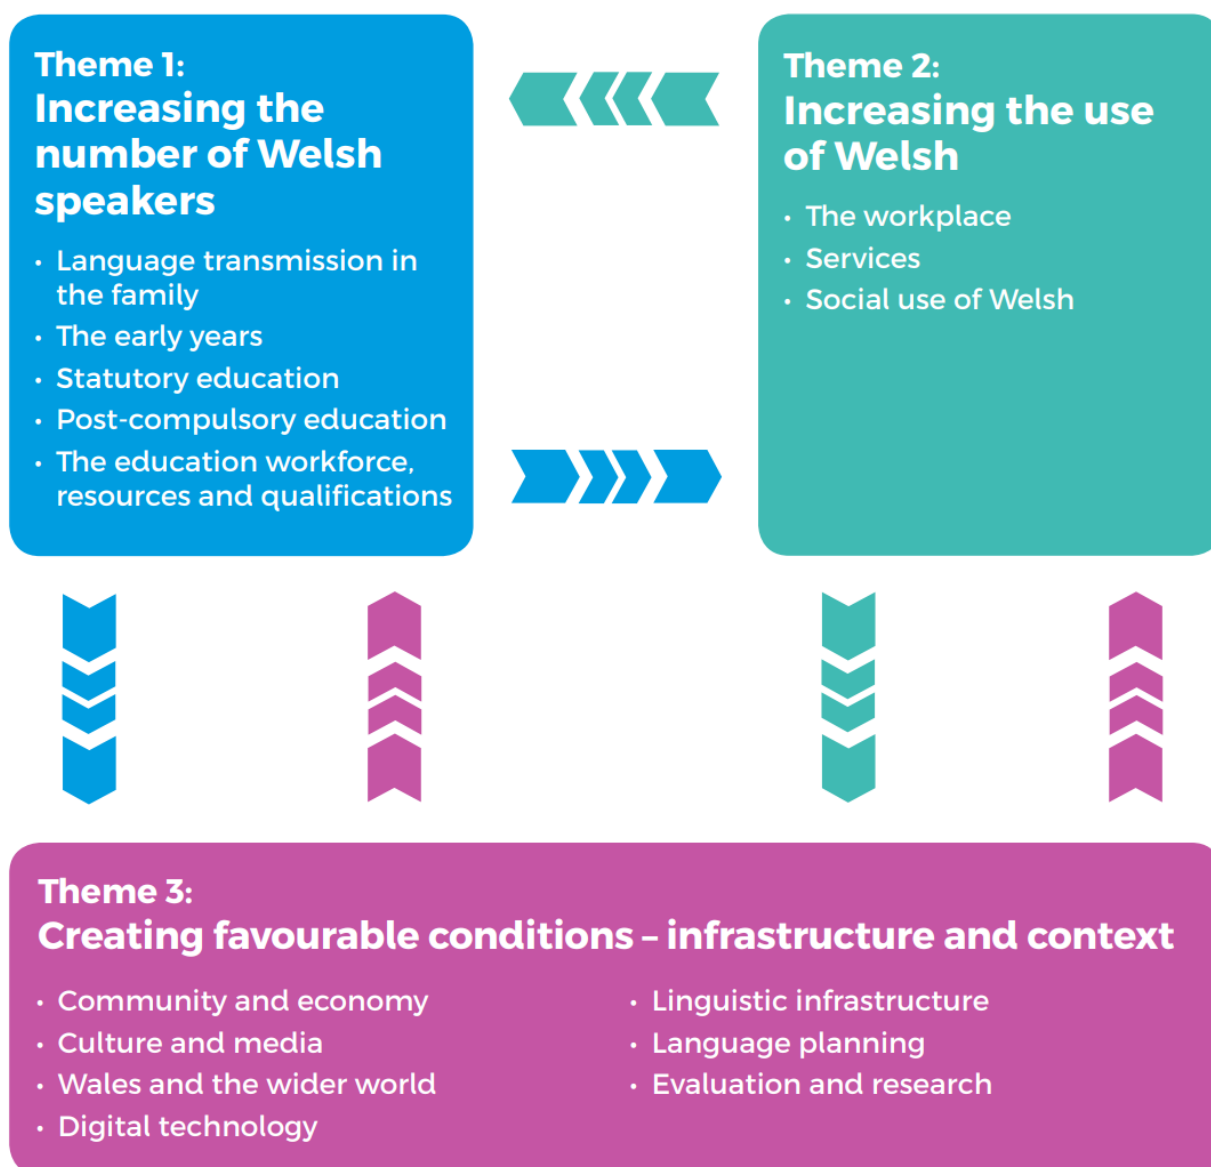 Theme 1:
Increasing the
number of Welsh
speakers
• Language transmission in
the family
• The early years
• Statutory education
• Post-compulsory education
• The education workforce,
resources and qualifications
Theme 2:
Increasing the use
of Welsh
• The workplace
• Services
• Social use of Welsh
Theme 3:
Creating favourable conditions – infrastructure and context
• Community and economy
• Culture and media
• Wales and the wider world
• Digital technology
• Linguistic infrastructure
• Language planning
• Evaluation and research